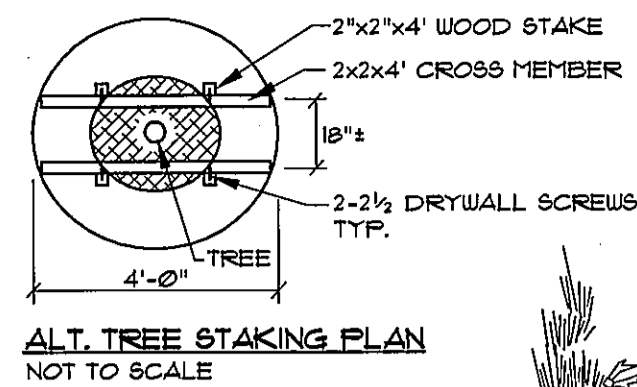 2"x2"x4' WOOD STAKE
2x2x4' CROSS MEMBER
18"±
2-2½ DRYWALL SCREWS
TYP.
TREE
4'-0"
ALT. TREE STAKING PLAN
NOT TO SCALE